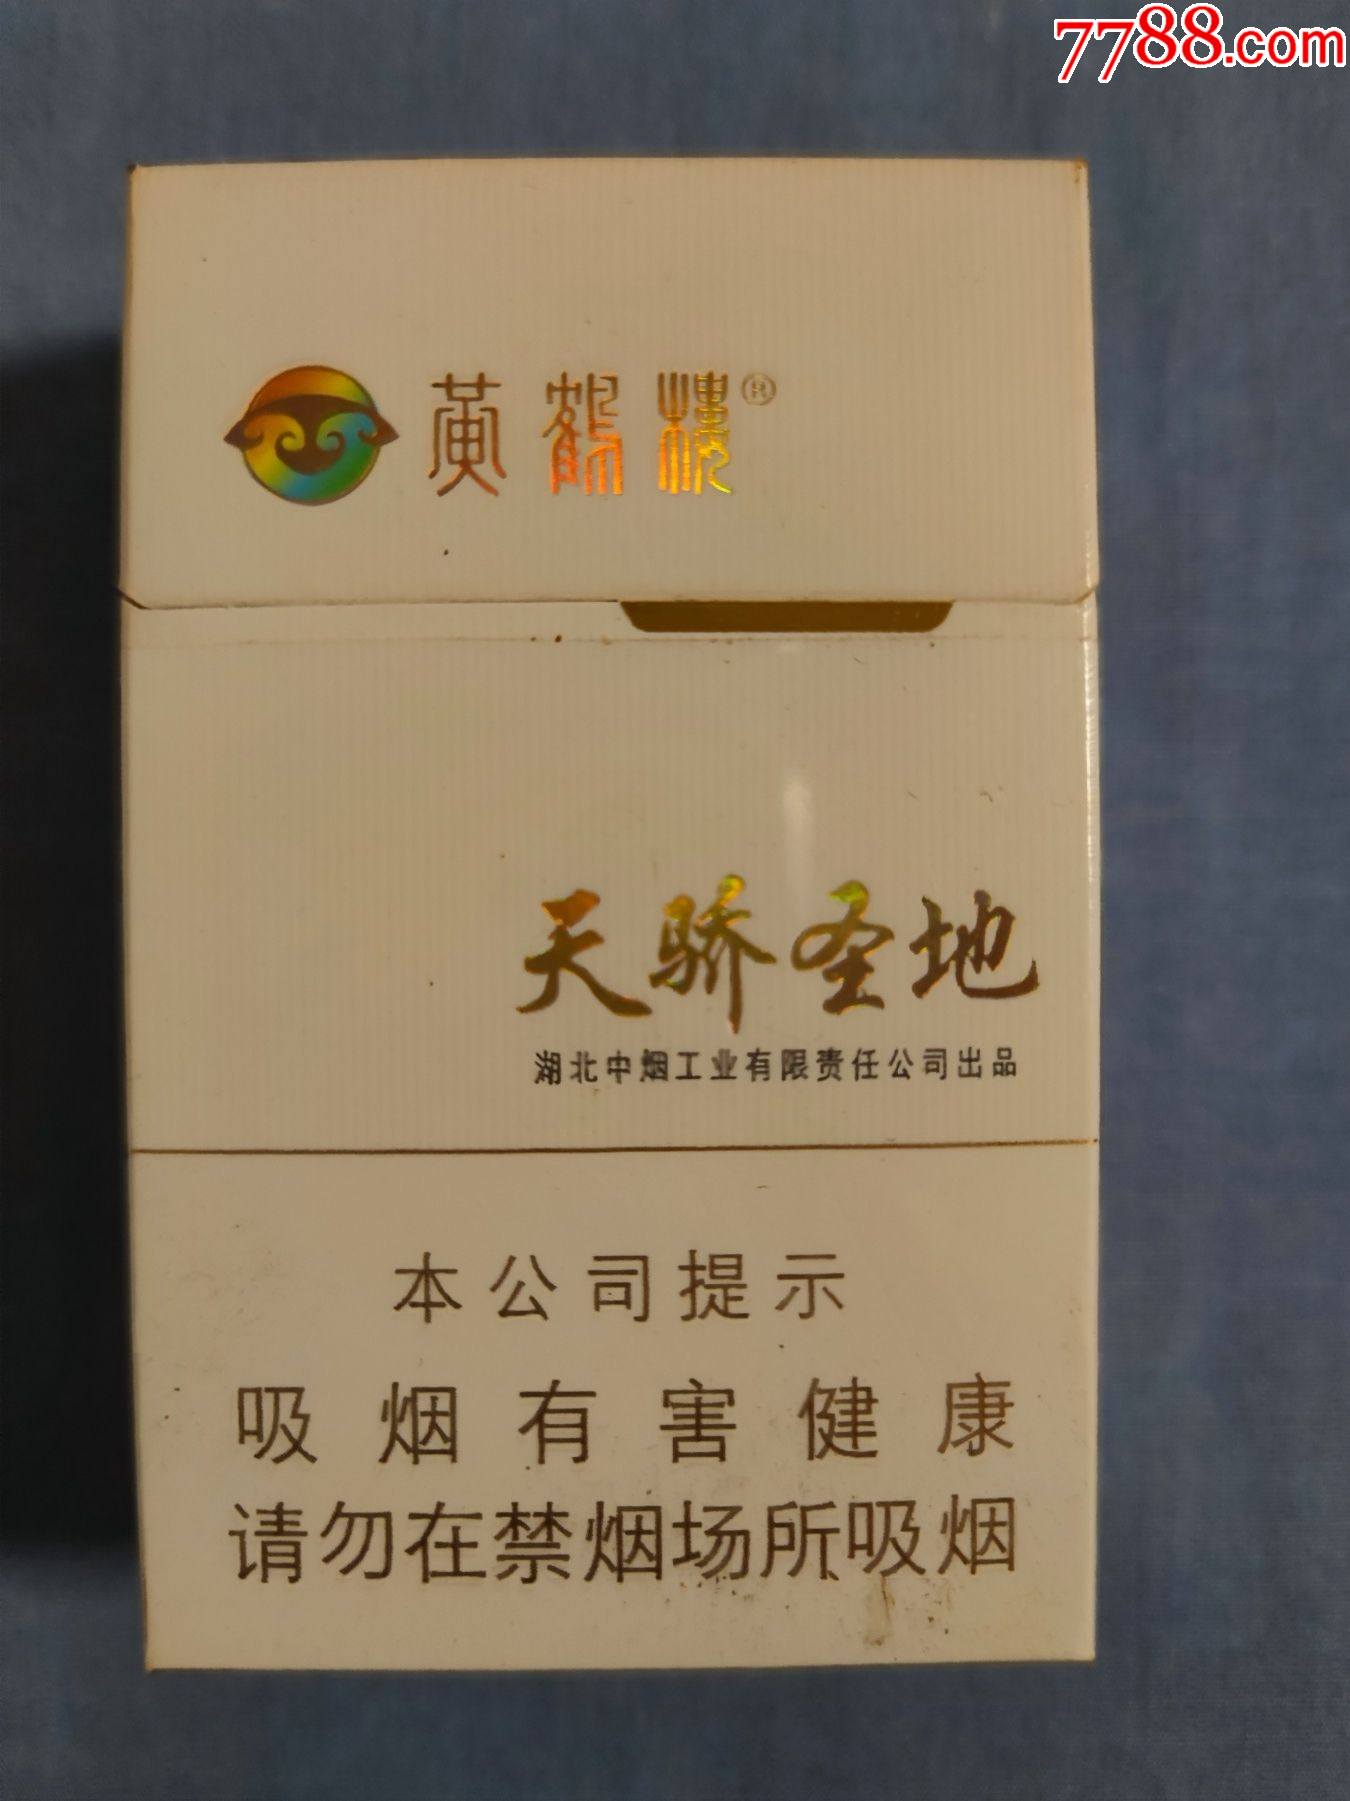 7788.com
黄鹤楼®
天骄圣地
湖北中烟工业有限责任公司出品
本公司提示
吸烟有害健康
请勿在禁烟场所吸烟